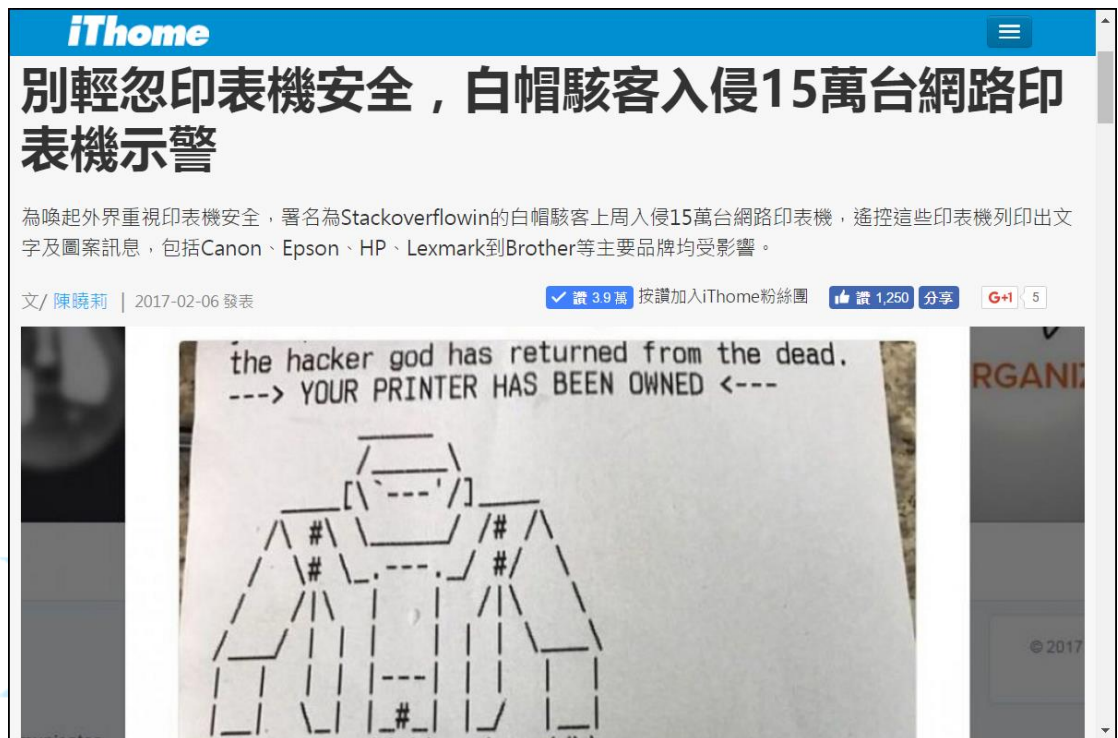 iThome
別輕忽印表機安全，白帽駭客入侵15萬台網路印
表機示警
為喚起外界重視印表機安全，署名為Stackoverflowin的白帽駭客上周入侵15萬台網路印表機，遙控這些印表機列印出文
字及圖案訊息，包括Canon、Epson、HP、Lexmark到Brother等主要品牌均受影響。
文/ 陳曉莉 | 2017-02-06 發表
讚 3.9 萬 按讚加入iThome粉絲團 讚 1,250 分享 G+1 5
the hacker god has returned from the dead.
---> YOUR PRINTER HAS BEEN OWNED <---
RGANI
© 2017